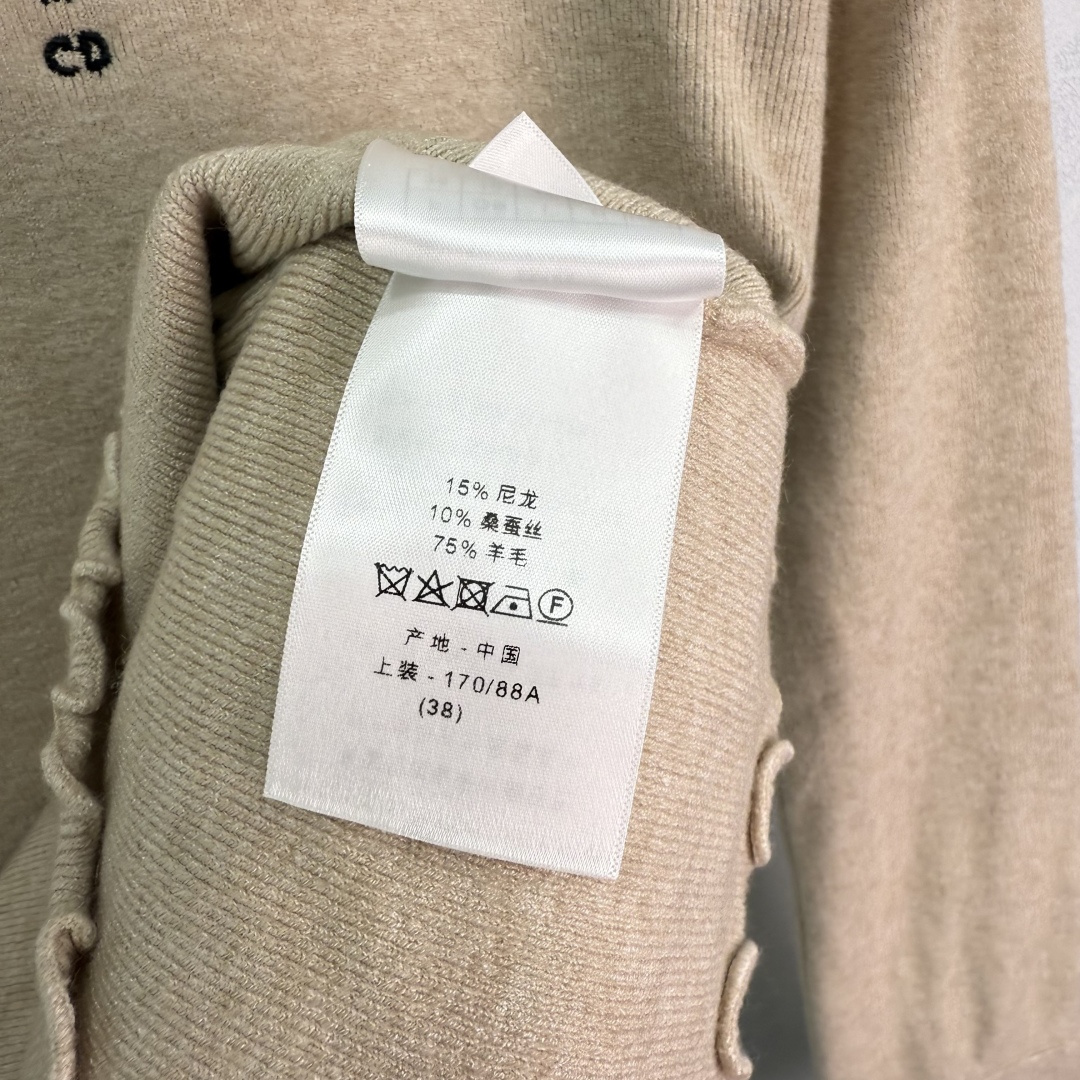 CD
15% 尼龙
10% 桑蚕丝
75% 羊毛
F
产地 - 中国
上装 - 170/88A
(38)